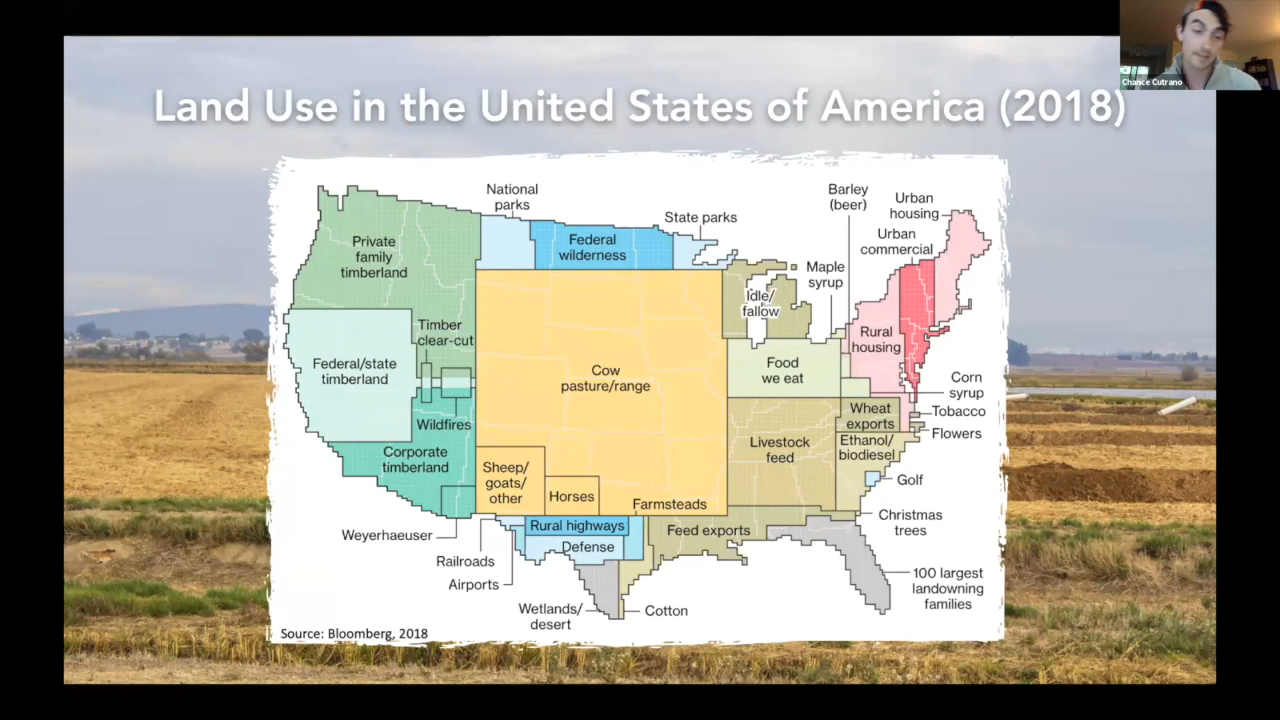 Chance Cutrano
Land Use in the United States of America (2018)
National
parks
State parks
Barley
(beer)
Urban
housing
Urban
commercial
Private
family
timberland
Federal
wilderness
Maple
syrup
Idle/
fallow
Timber
clear-cut
Rural
housing
Federal/state
timberland
Cow
pasture/range
Food
we eat
Corn
syrup
Wildfires
Wheat
exports
Tobacco
Flowers
Corporate
timberland
Livestock
feed
Ethanol/
biodiesel
Sheep/
goats/
other
Horses
Farmsteads
Golf
Weyerhaeuser
Rural highways
Feed exports
Christmas
trees
Defense
Railroads
Airports
100 largest
landowning
families
Wetlands/
desert
Cotton
Source: Bloomberg, 2018